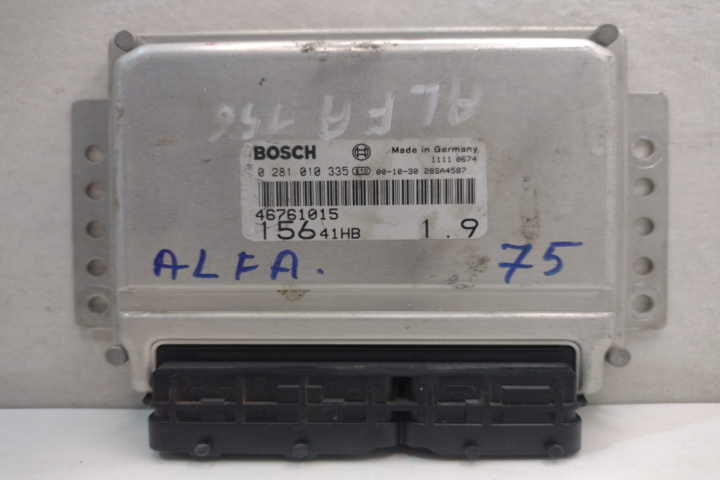 ALFA 156
BOSCH Made in Germany
1111 0674
0 281 010 335 00-10-30 28SA4587
46761015
156 41HB 1.9
ALFA. 75